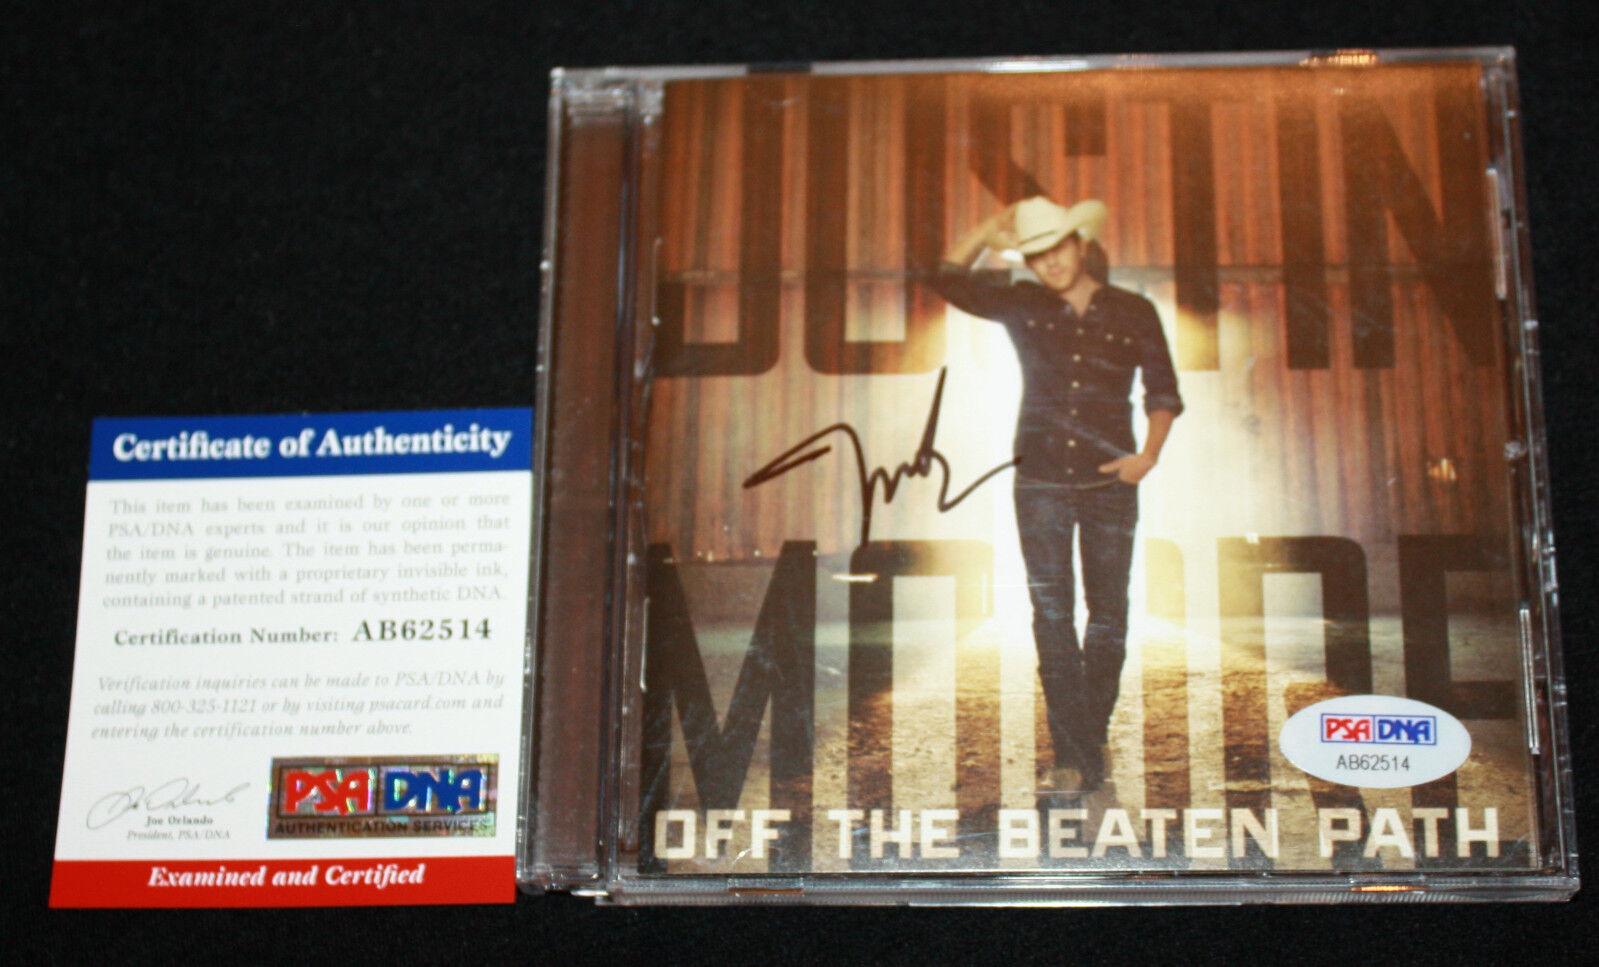 Certificate of Authenticity
This item has been examined by one or more
PSA/DNA experts and it is our opinion that
the item is genuine. The item has been perma-
nently marked with a proprietary invisible ink,
containing a patented strand of synthetic DNA.
Certification Number: AB62514
Verification inquiries can be made to PSA/DNA by
calling 800-325-1121 or by visiting psacard.com and
entering the certification number above.
Joe Orlando
President, PSA/DNA
PSA DNA
AUTHENTICATION SERVICES
Examined and Certified
JUSTIN
MOORE
OFF THE BEATEN PATH
PSA DNA
AB62514